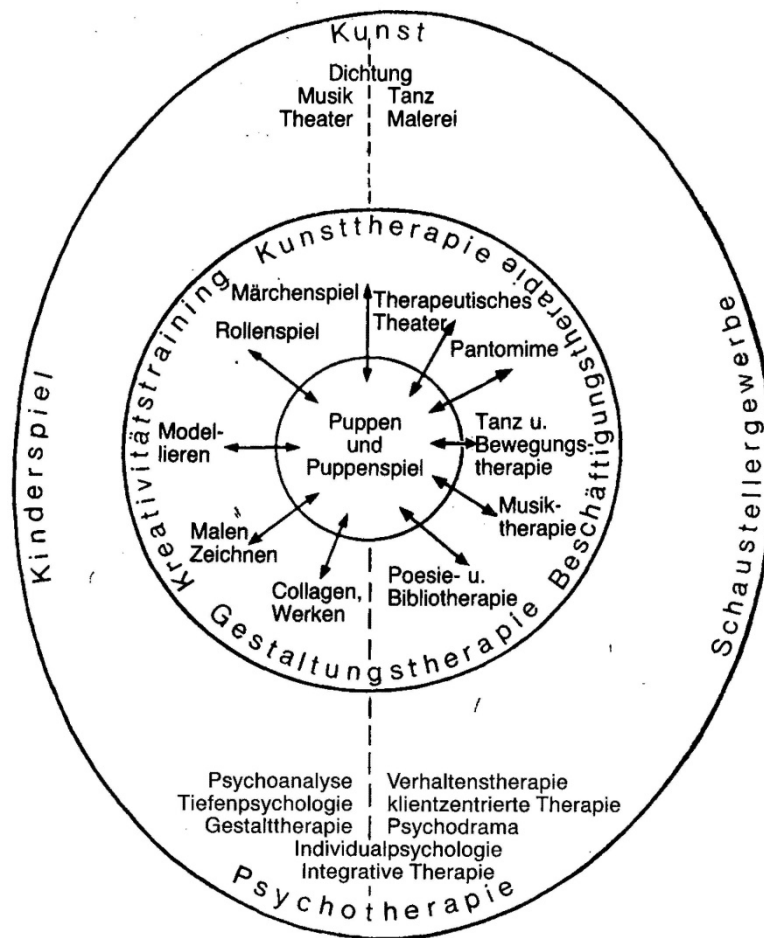 Kunst
Dichtung
Musik Tanz
Theater Malerei
Kreativitätstraining Kunsttherapie Beschäftigungstherapie
Märchenspiel
Therapeutisches
Theater
Rollenspiel
Pantomime
Model-
lieren
Puppen
und
Puppenspiel
Tanz u.
Bewegungs-
therapie
Musik-
therapie
Malen
Zeichnen
Collagen,
Werken
Poesie- u.
Bibliotherapie
Gestaltungstherapie
Kinderspiel
Schaustellergewerbe
Psychoanalyse Verhaltenstherapie
Tiefenpsychologie klientzentrierte Therapie
Gestalttherapie Psychodrama
Individualpsychologie
Integrative Therapie
Psychotherapie